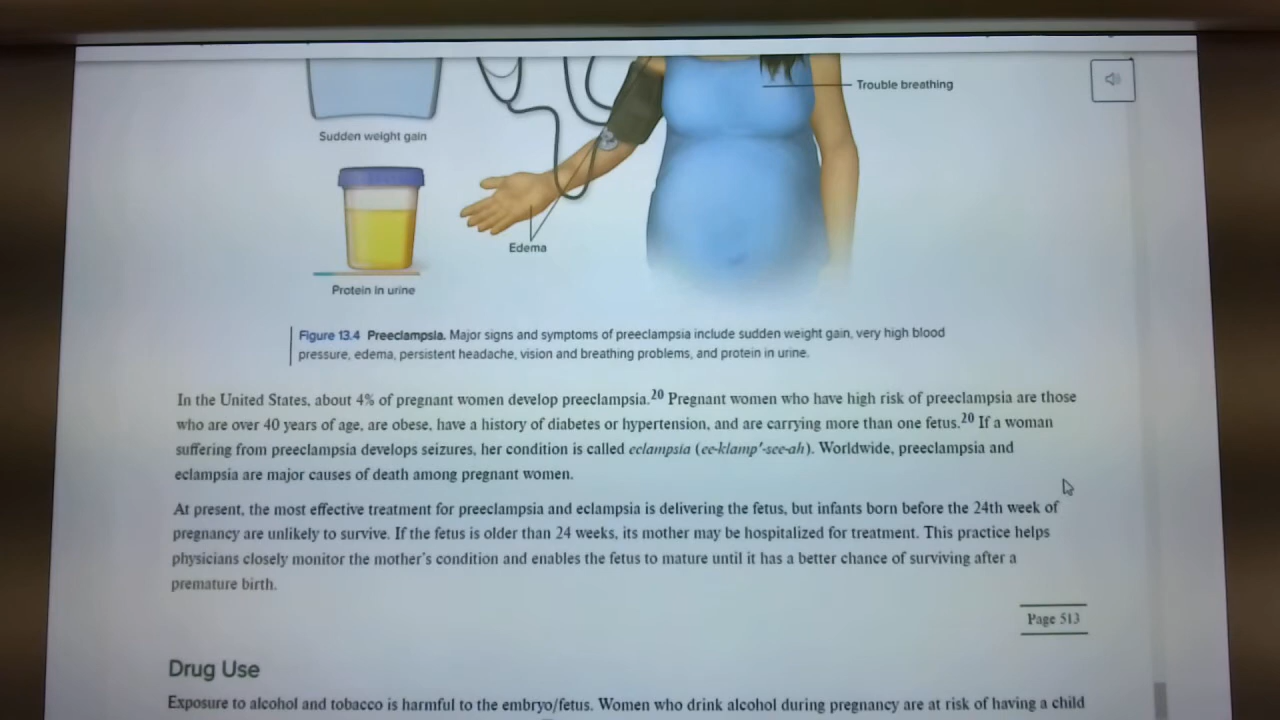 Trouble breathing
Sudden weight gain
Edema
Protein in urine
Figure 13.4 Preeclampsia. Major signs and symptoms of preeclampsia include sudden weight gain, very high blood
pressure, edema, persistent headache, vision and breathing problems, and protein in urine.
In the United States, about 4% of pregnant women develop preeclampsia.20 Pregnant women who have high risk of preeclampsia are those
who are over 40 years of age, are obese, have a history of diabetes or hypertension, and are carrying more than one fetus.20 If a woman
suffering from preeclampsia develops seizures, her condition is called eclampsia (ee-klamp′-see-ah). Worldwide, preeclampsia and
eclampsia are major causes of death among pregnant women.
At present, the most effective treatment for preeclampsia and eclampsia is delivering the fetus, but infants born before the 24th week of
pregnancy are unlikely to survive. If the fetus is older than 24 weeks, its mother may be hospitalized for treatment. This practice helps
physicians closely monitor the mother's condition and enables the fetus to mature until it has a better chance of surviving after a
premature birth.
Page 513
Drug Use
Exposure to alcohol and tobacco is harmful to the embryo/fetus. Women who drink alcohol during pregnancy are at risk of having a child